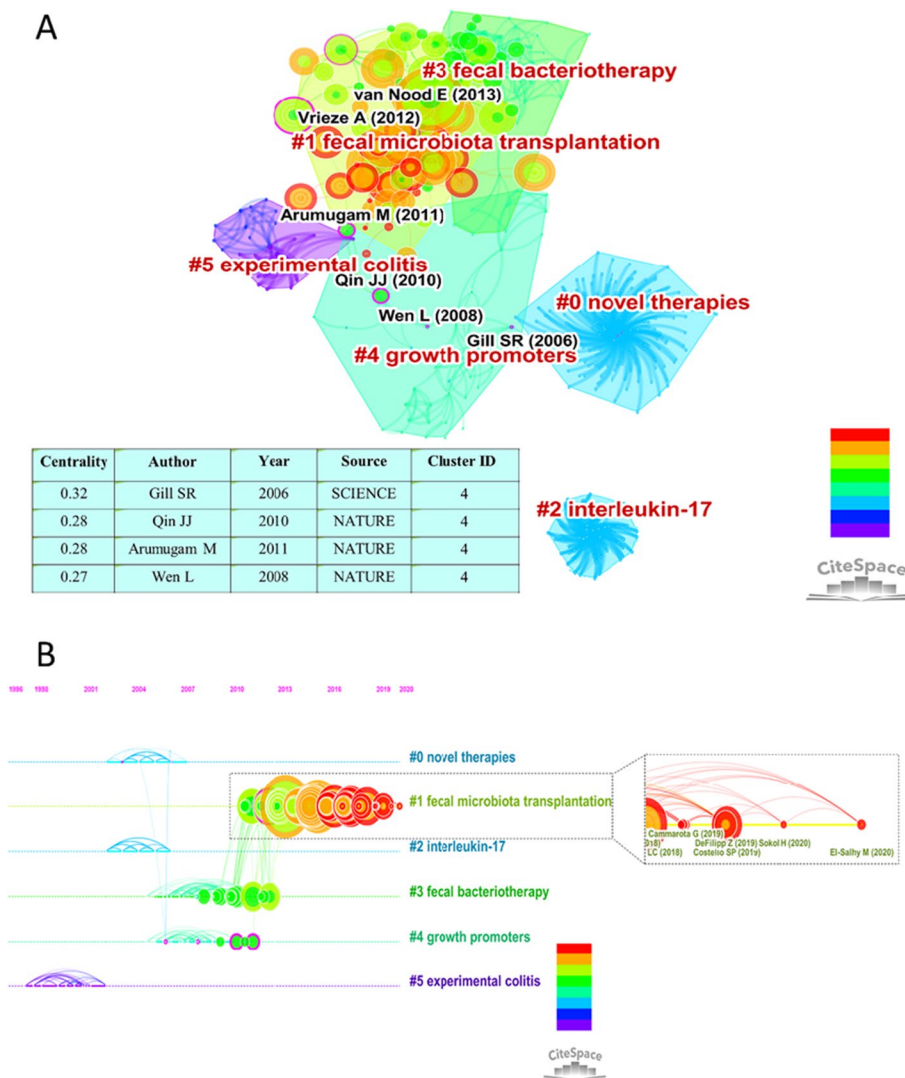 A
#3 fecal bacteriotherapy
van Nood E (2013)
Vrieze A (2012)
#1 fecal microbiota transplantation
Arumugam M (2011)
#5 experimental colitis
Qin JJ (2010)
#0 novel therapies
Wen L (2008)
Gill SR (2006)
#4 growth promoters
Centrality Author Year Source Cluster ID
0.32 Gill SR 2006 SCIENCE 4
0.28 Qin JJ 2010 NATURE 4
0.28 Arumugam M 2011 NATURE 4
0.27 Wen L 2008 NATURE 4
#2 interleukin-17
CiteSpace
B
1996 1998 2001 2004 2007 2010 2013 2016 2019 2020
#0 novel therapies
#1 fecal microbiota transplantation
Cammarota G (2019)
DeFilipp Z (2019) Sokol H (2020)
LC (2018) Costello SP (2019) El-Salhy M (2020)
#2 interleukin-17
#3 fecal bacteriotherapy
#4 growth promoters
#5 experimental colitis
CiteSpace